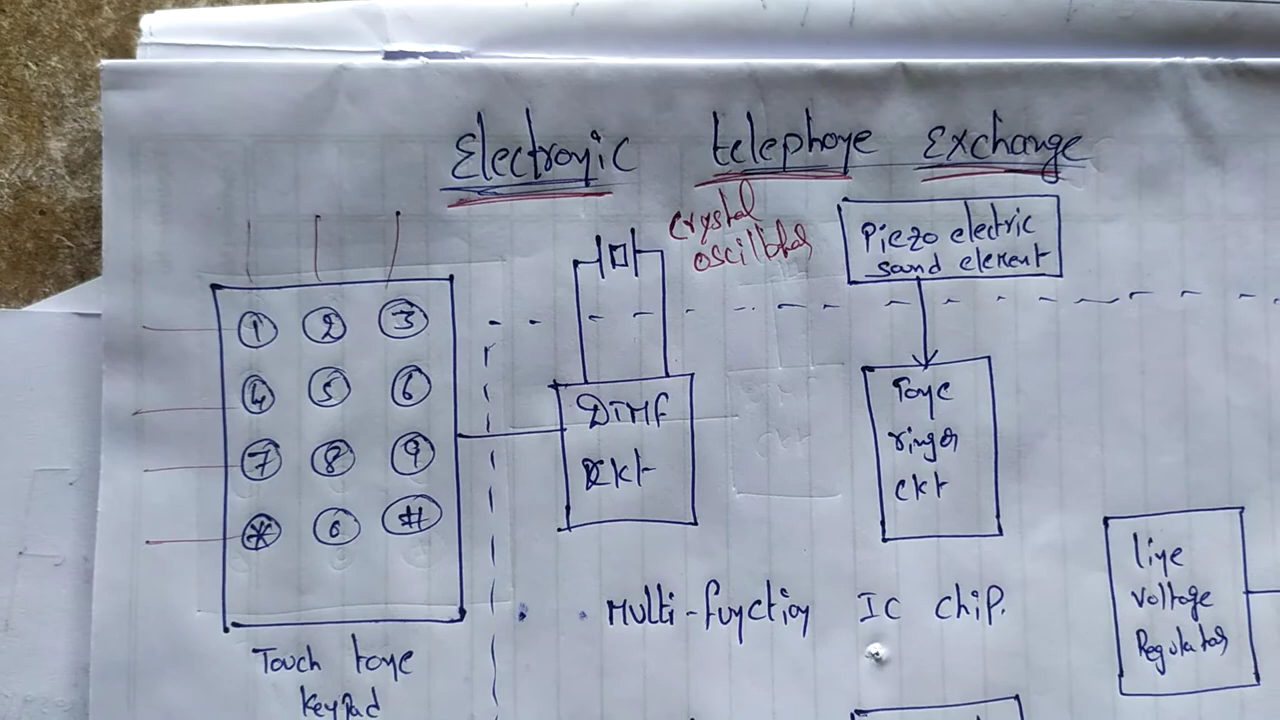 Electronic telephone Exchange
crystal
oscillator
Piezo electric
sound element
1 2 3
4 5 6
7 8 9
* 0 #
DTMF
Ckt
Tone
ringer
ckt
line
Voltage
Regulator
Multi-function IC chip.
Touch tone
keypad